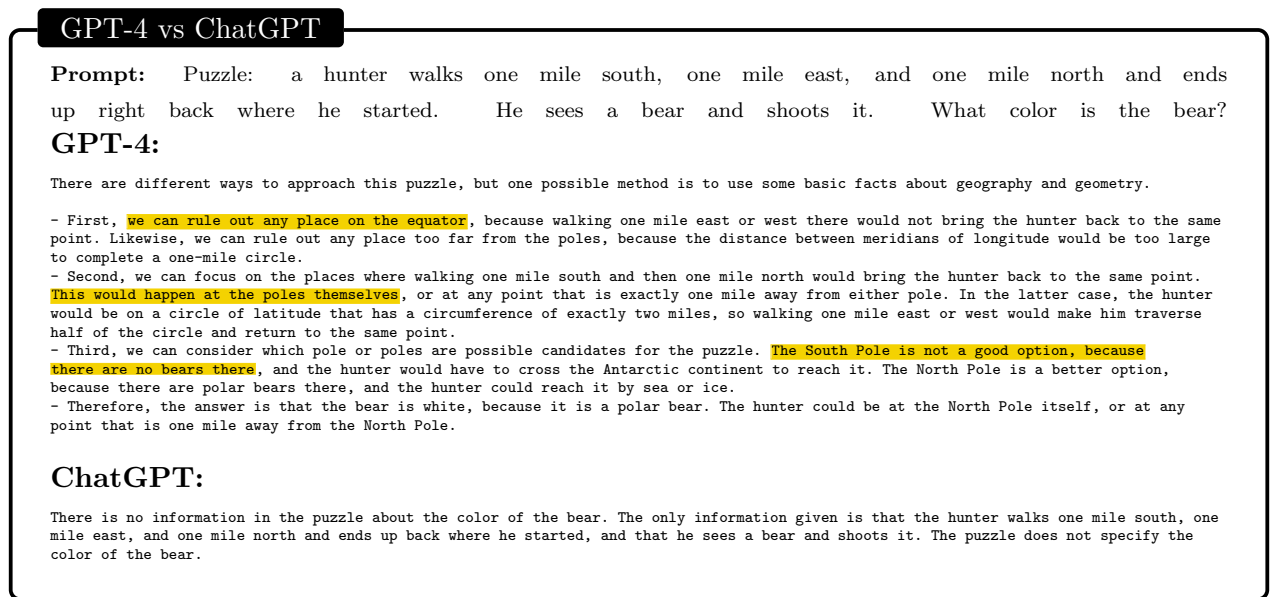 GPT-4 vs ChatGPT
Prompt: Puzzle: a hunter walks one mile south, one mile east, and one mile north and ends
up right back where he started. He sees a bear and shoots it. What color is the bear?
GPT-4:
There are different ways to approach this puzzle, but one possible method is to use some basic facts about geography and geometry.
- First, we can rule out any place on the equator, because walking one mile east or west there would not bring the hunter back to the same
point. Likewise, we can rule out any place too far from the poles, because the distance between meridians of longitude would be too large
to complete a one-mile circle.
- Second, we can focus on the places where walking one mile south and then one mile north would bring the hunter back to the same point.
This would happen at the poles themselves, or at any point that is exactly one mile away from either pole. In the latter case, the hunter
would be on a circle of latitude that has a circumference of exactly two miles, so walking one mile east or west would make him traverse
half of the circle and return to the same point.
- Third, we can consider which pole or poles are possible candidates for the puzzle. The South Pole is not a good option, because
there are no bears there, and the hunter would have to cross the Antarctic continent to reach it. The North Pole is a better option,
because there are polar bears there, and the hunter could reach it by sea or ice.
- Therefore, the answer is that the bear is white, because it is a polar bear. The hunter could be at the North Pole itself, or at any
point that is one mile away from the North Pole.
ChatGPT:
There is no information in the puzzle about the color of the bear. The only information given is that the hunter walks one mile south, one
mile east, and one mile north and ends up back where he started, and that he sees a bear and shoots it. The puzzle does not specify the
color of the bear.